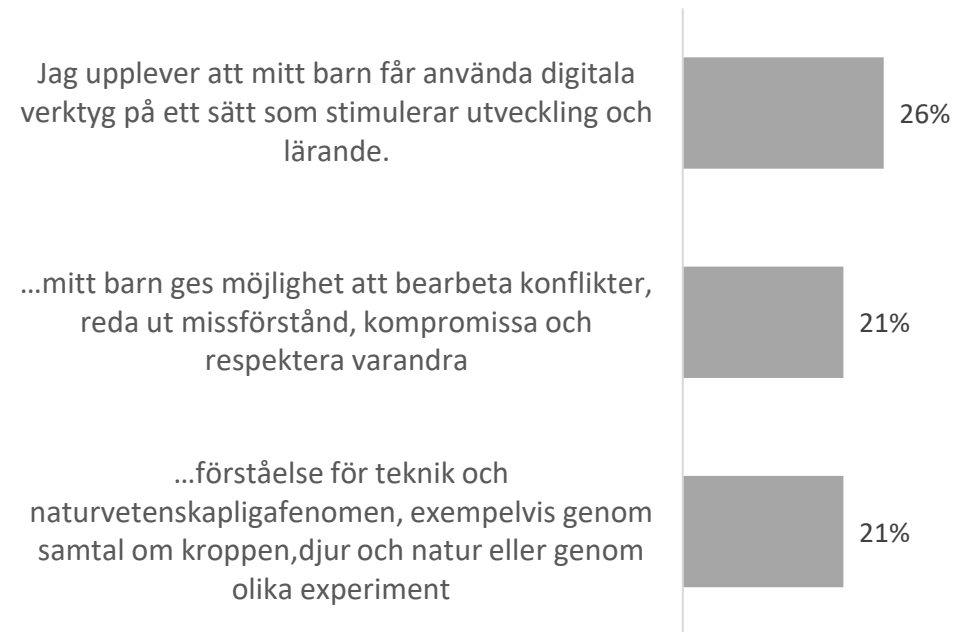 Jag upplever att mitt barn får använda digitala
verktyg på ett sätt som stimulerar utveckling och
lärande.
26%
...mitt barn ges möjlighet att bearbeta konflikter,
reda ut missförstånd, kompromissa och
respektera varandra
21%
...förståelse för teknik och
naturvetenskapligafenomen, exempelvis genom
samtal om kroppen,djur och natur eller genom
olika experiment
21%